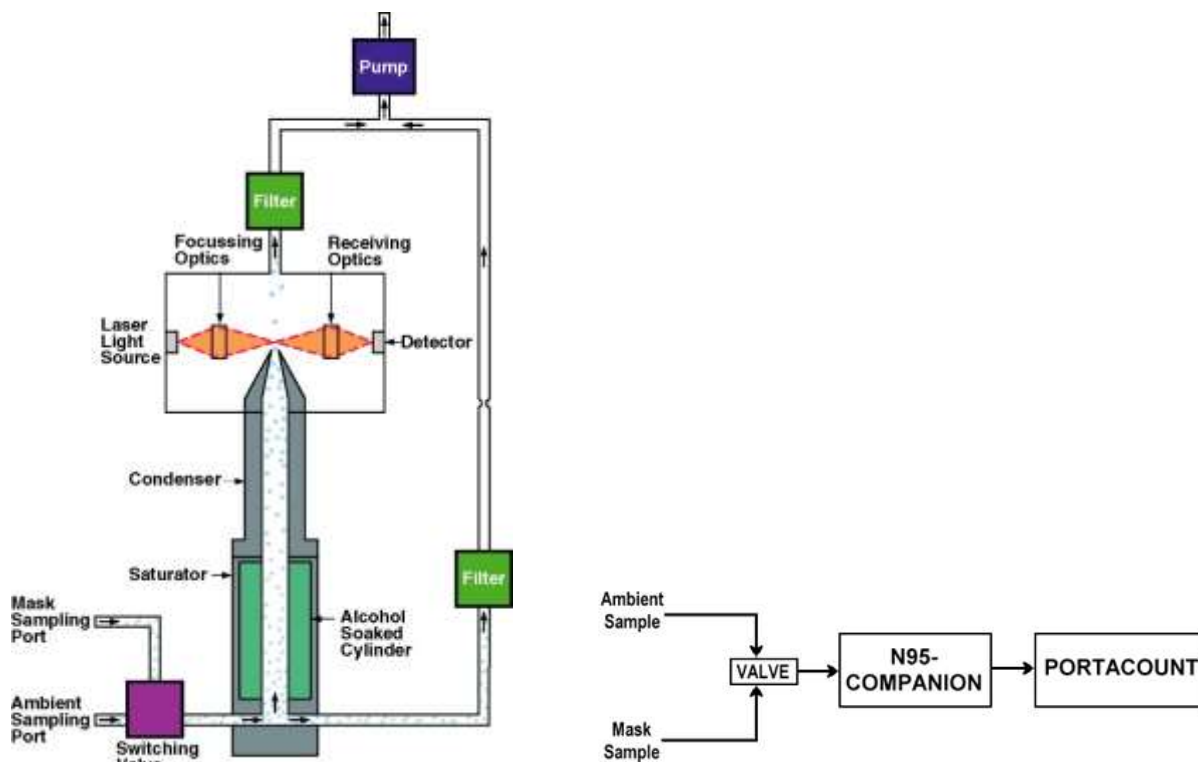 Pump
Filter
Focussing
Optics
Receiving
Optics
Laser
Light
Source
Detector
Condenser
Saturator
Filter
Mask
Sampling
Port
Alcohol
Soaked
Cylinder
Ambient
Sampling
Port
Switching
Ambient
Sample
VALVE
N95-
COMPANION
PORTACOUNT
Mask
Sample